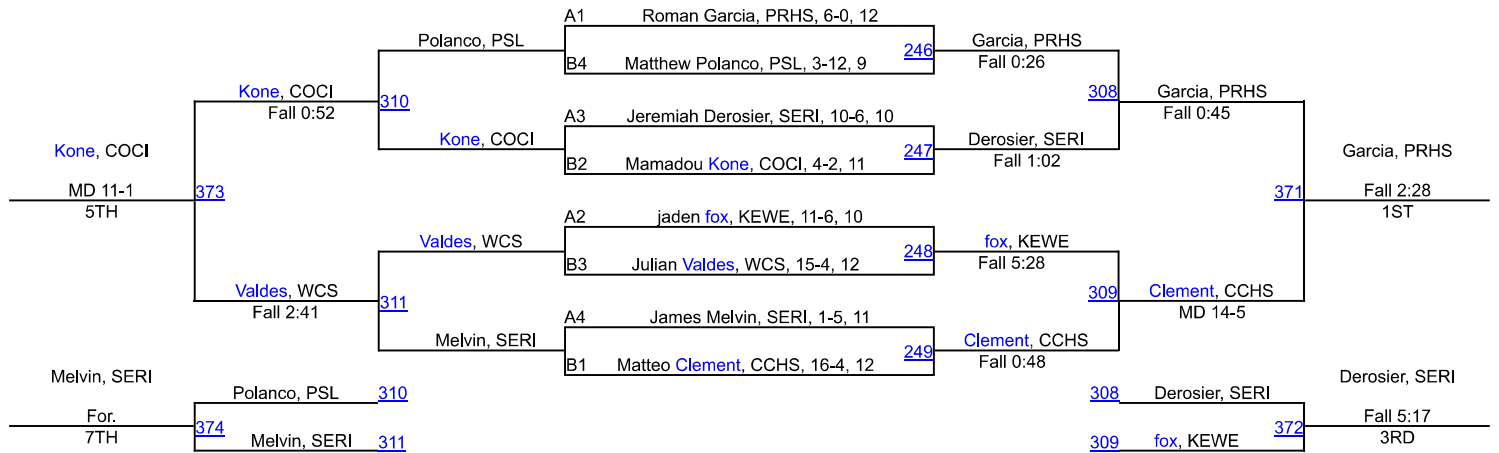 A1 Roman Garcia, PRHS, 6-0, 12
Polanco, PSL 246 Garcia, PRHS
B4 Matthew Polanco, PSL, 3-12, 9 Fall 0:26
Kone, COCI 310 308 Garcia, PRHS
Fall 0:52 Fall 0:45
A3 Jeremiah Derosier, SERI, 10-6, 10
Kone, COCI Kone, COCI 247 Derosier, SERI Garcia, PRHS
B2 Mamadou Kone, COCI, 4-2, 11 Fall 1:02
MD 11-1 373 371 Fall 2:28
5TH 1ST
A2 jaden fox, KEWE, 11-6, 10
Valdes, WCS 248 fox, KEWE
B3 Julian Valdes, WCS, 15-4, 12 Fall 5:28
Valdes, WCS 311 309 Clement, CCHS
Fall 2:41 MD 14-5
A4 James Melvin, SERI, 1-5, 11
Melvin, SERI 249 Clement, CCHS
B1 Matteo Clement, CCHS, 16-4, 12 Fall 0:48
Melvin, SERI Derosier, SERI
Polanco, PSL 310 308 Derosier, SERI
For. 374 372 Fall 5:17
7TH 3RD
Melvin, SERI 311 309 fox, KEWE